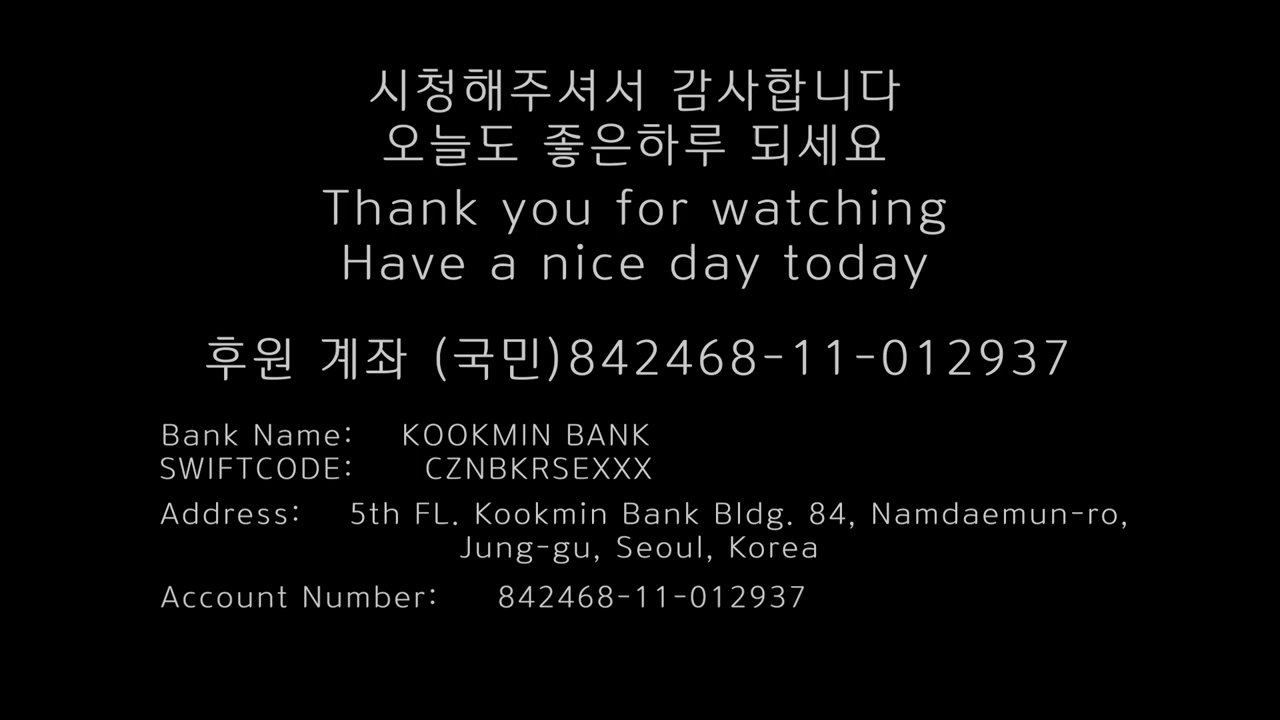 시청해주셔서 감사합니다
오늘도 좋은하루 되세요
Thank you for watching
Have a nice day today
후원 계좌 (국민)842468-11-012937
Bank Name: KOOKMIN BANK
SWIFTCODE: CZNBKRSEXXX
Address: 5th FL. Kookmin Bank Bldg. 84, Namdaemun-ro,
Jung-gu, Seoul, Korea
Account Number: 842468-11-012937